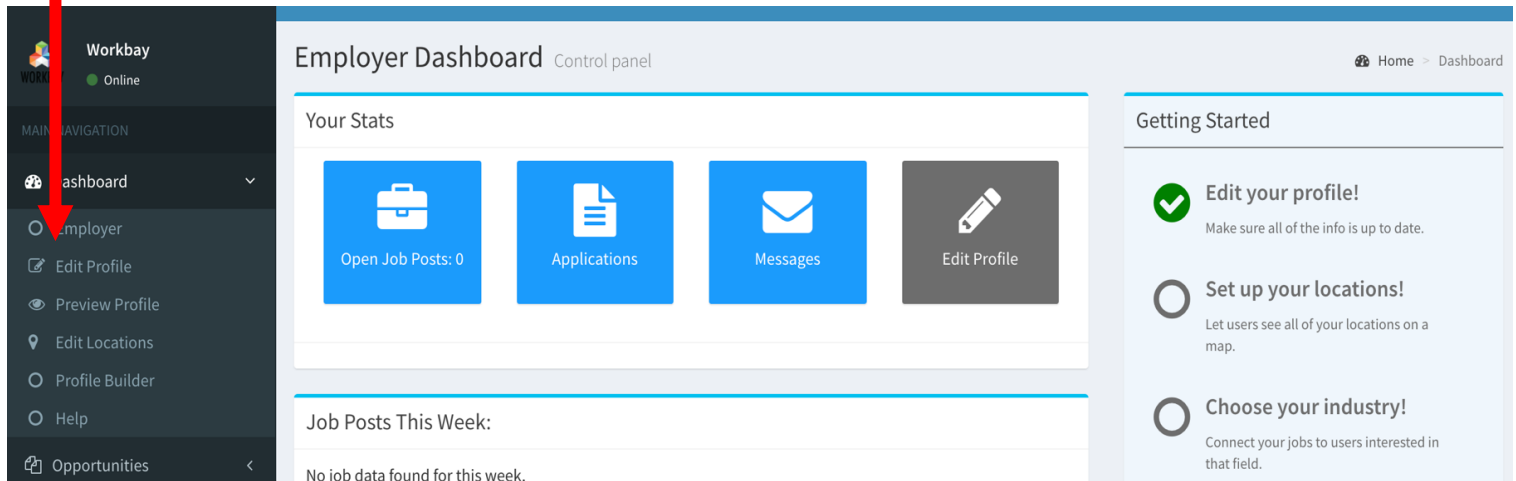 Workbay
Online
MAIN NAVIGATION
Dashboard
Employer
Edit Profile
Preview Profile
Edit Locations
Profile Builder
Help
Opportunities
Employer Dashboard Control panel
Home > Dashboard
Your Stats
Open Job Posts: 0
Applications
Messages
Edit Profile
Job Posts This Week:
No job data found for this week.
Getting Started
Edit your profile!
Make sure all of the info is up to date.
Set up your locations!
Let users see all of your locations on a
map.
Choose your industry!
Connect your jobs to users interested in
that field.